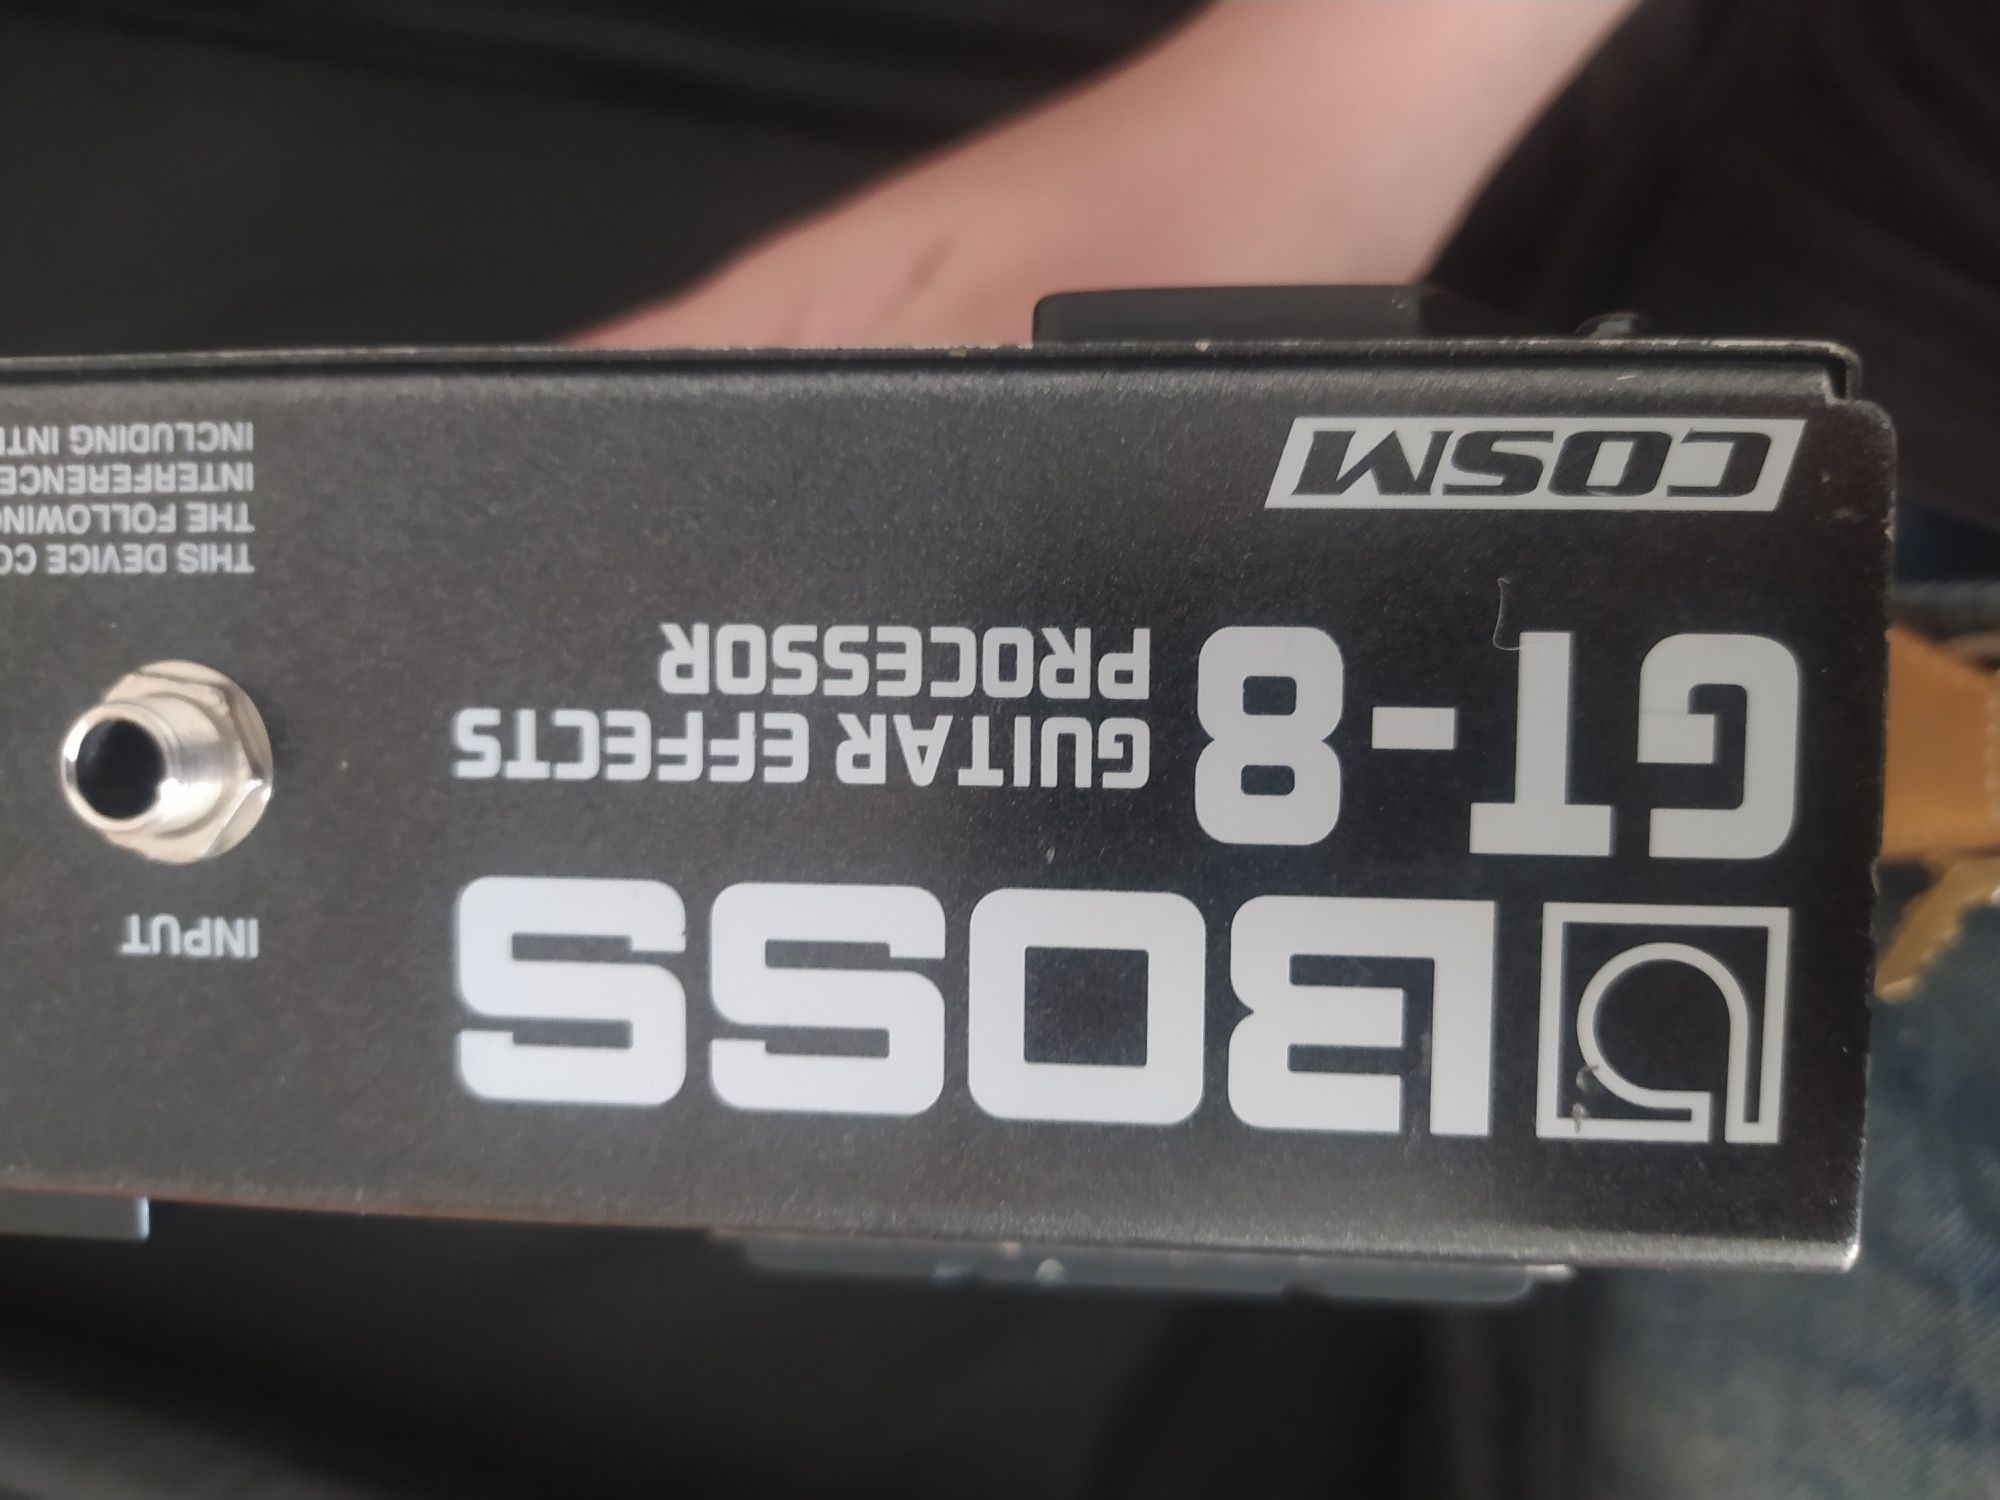 BOSS
GT-8 GUITAR EFFECTS
PROCESSOR
COSM
INPUT
THIS DEVICE
THE FOLLOWING
INTERFERENCE
INCLUDING